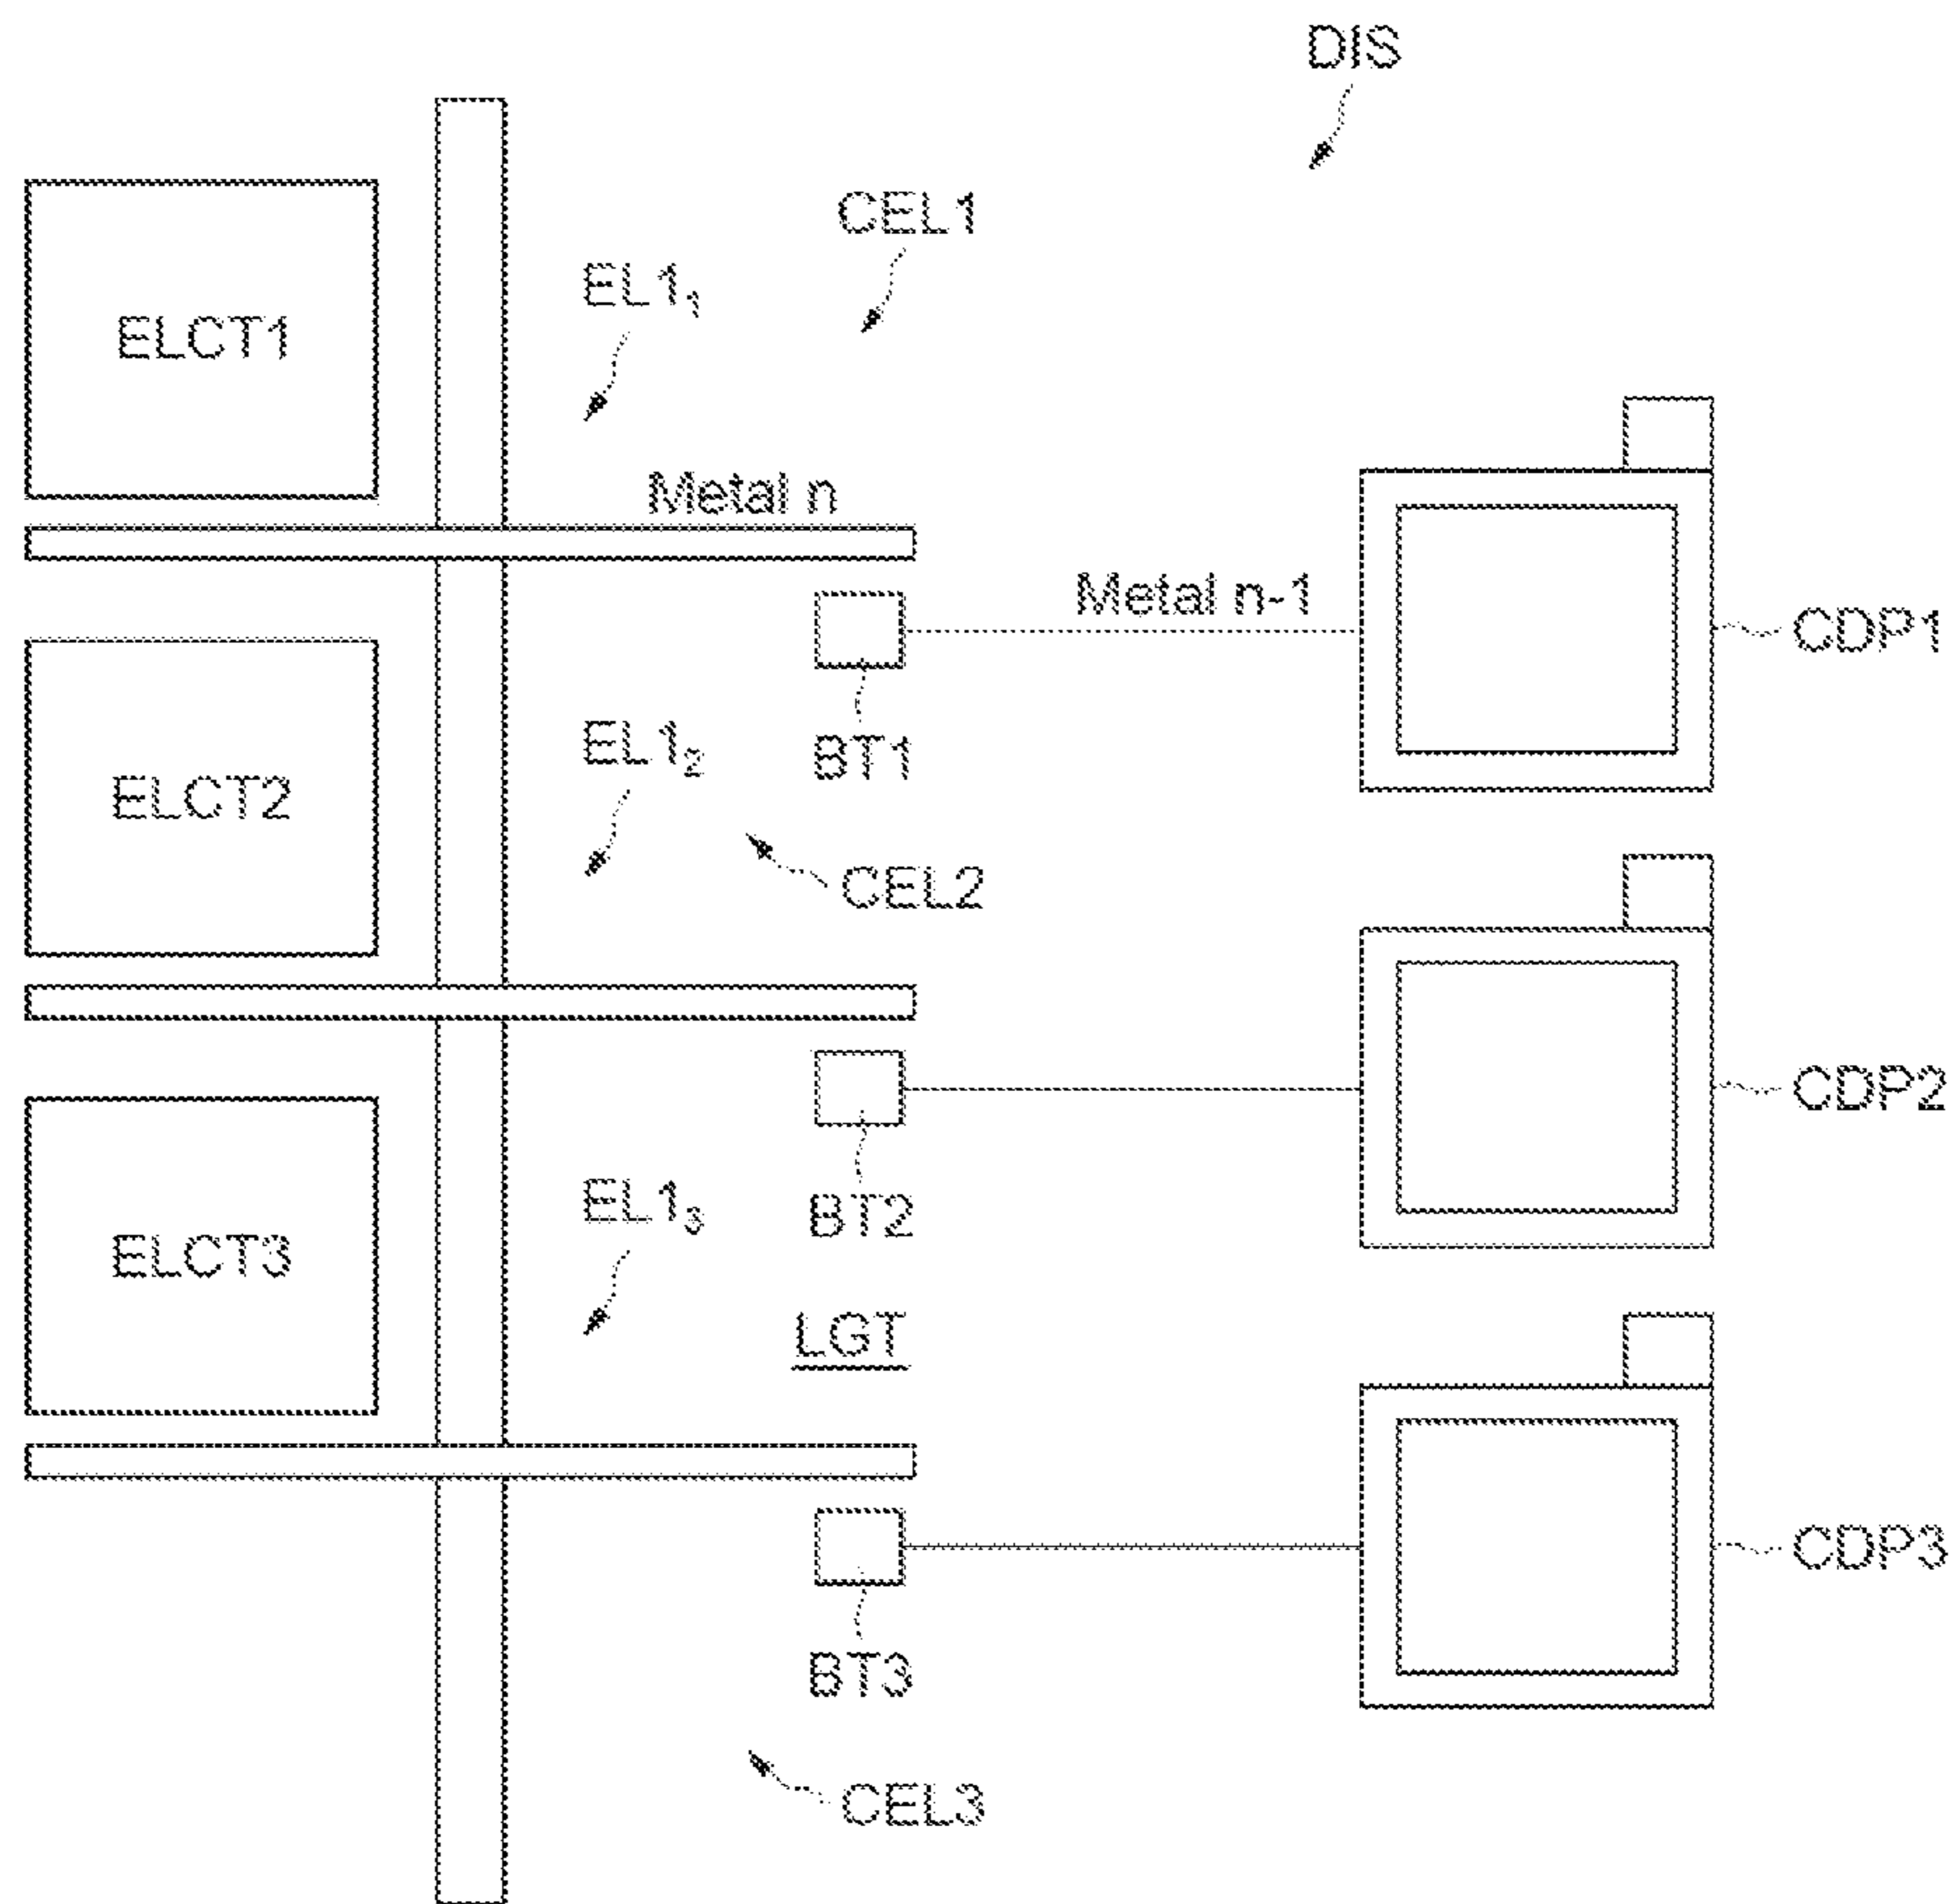 DIS
CEL1
EL1₁
ELCT1
Metal n
Metal n-1
CDP1
EL1₂
BT1
ELCT2
CEL2
CDP2
EL1₃
BT2
ELCT3
LGT
CDP3
BT3
CEL3